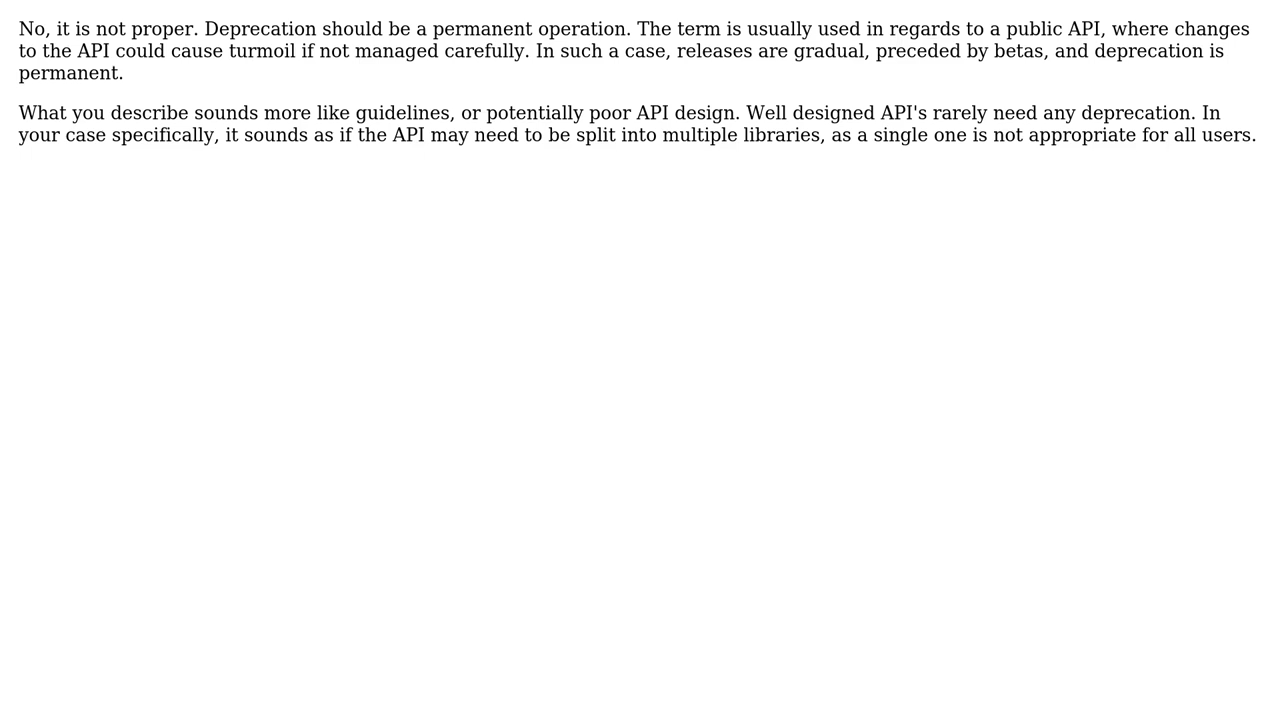 No, it is not proper. Deprecation should be a permanent operation. The term is usually used in regards to a public API, where changes
to the API could cause turmoil if not managed carefully. In such a case, releases are gradual, preceded by betas, and deprecation is
permanent.
What you describe sounds more like guidelines, or potentially poor API design. Well designed API's rarely need any deprecation. In
your case specifically, it sounds as if the API may need to be split into multiple libraries, as a single one is not appropriate for all users.